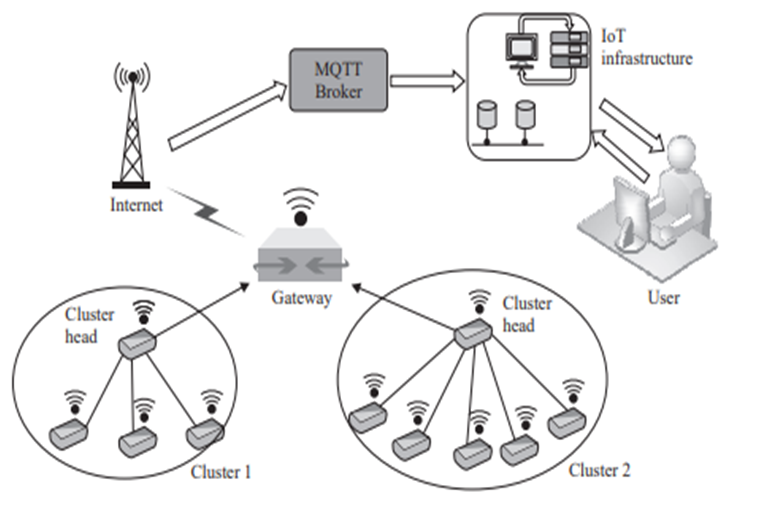 MQTT
Broker
IoT
infrastructure
Internet
Gateway
User
Cluster
head
Cluster
head
Cluster 1
Cluster 2